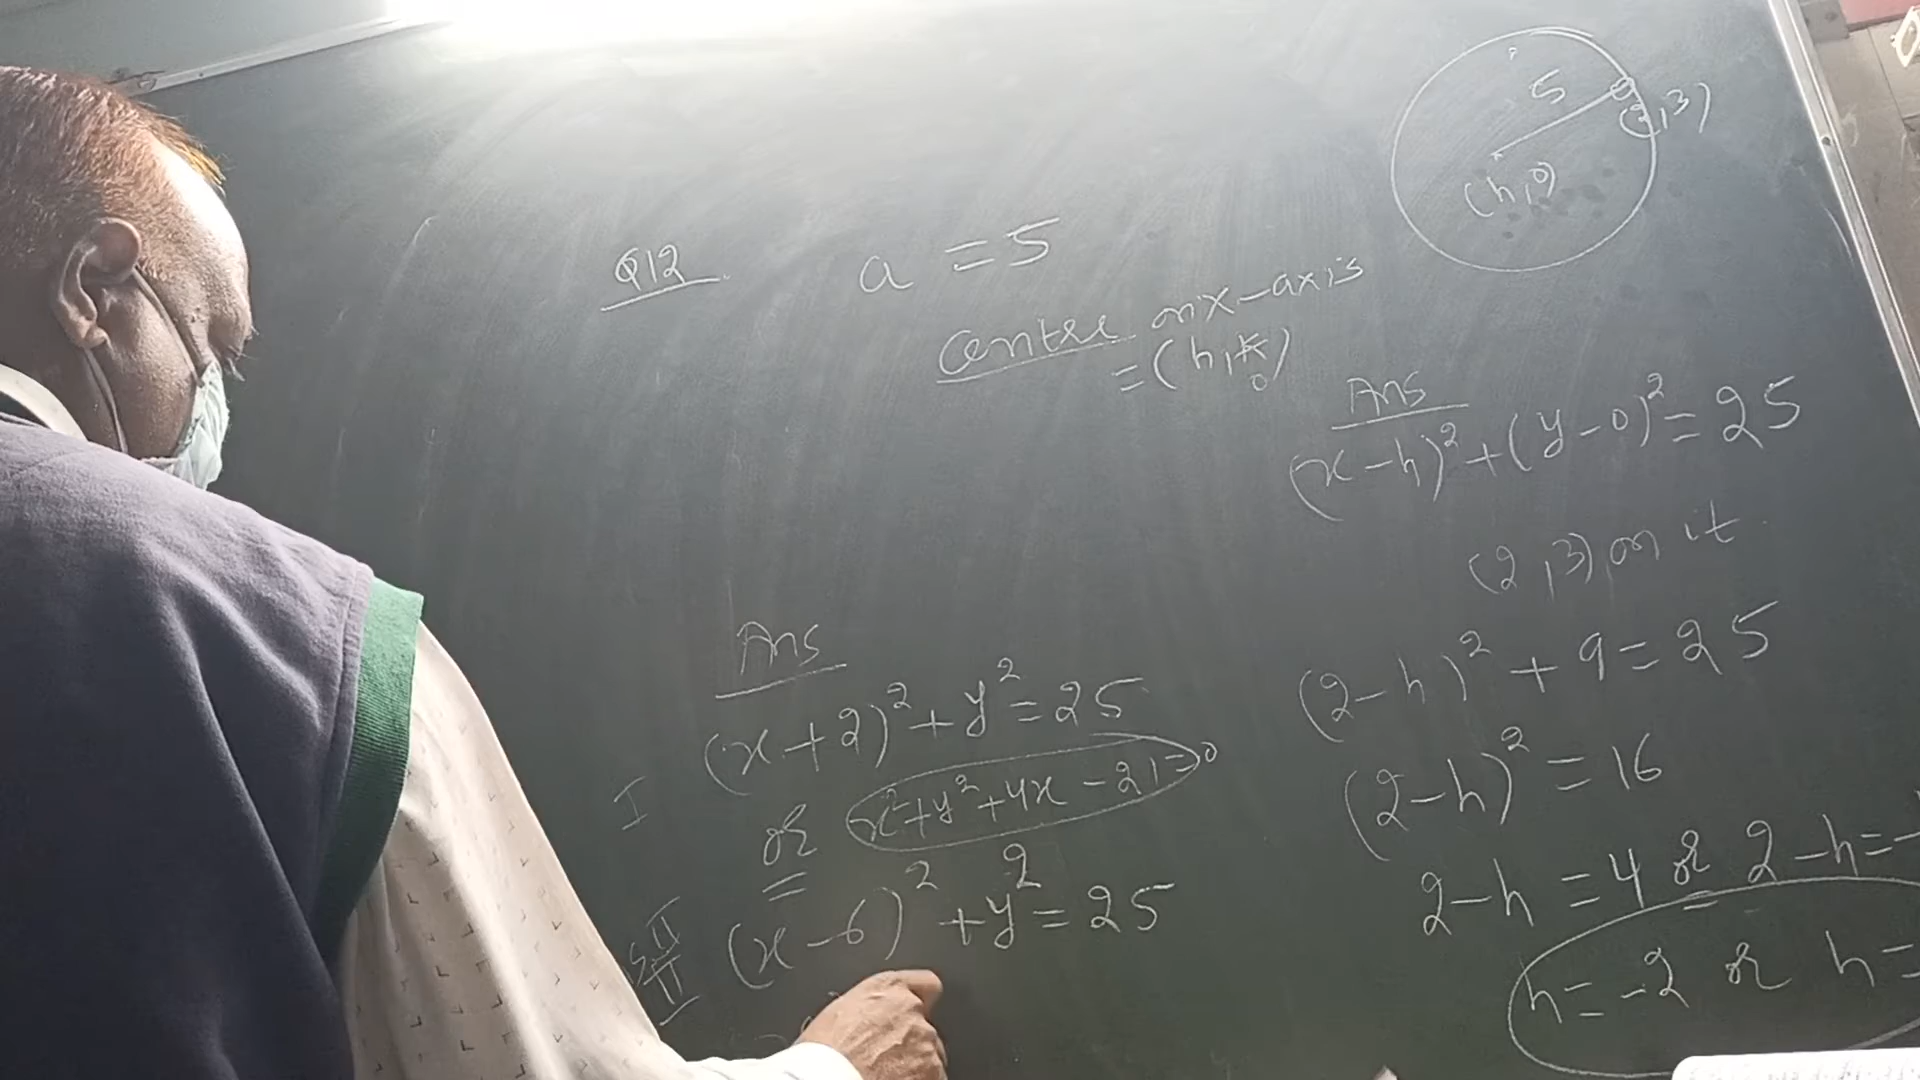 5
(2,3)
(h,0)
Q12
a = 5
Centre on x-axis
= (h, k)
0
Ans
(x-h)² + (y-0)² = 25
(2,3) on it
(2-h)² + 9 = 25
(2-h)² = 16
2-h = 4 or 2-h = -
h = -2 or h =
Ans
I (x+2)² + y² = 25
or x²+y²+4x-21=0
II (x-6)² + y² = 25